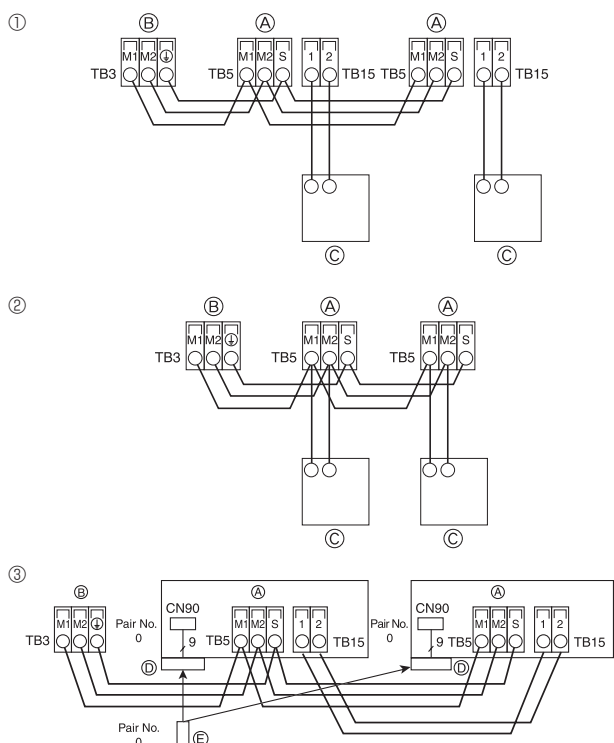 ①
Ⓑ Ⓐ Ⓐ
M1 M2 ⏚ M1 M2 S 1 2 M1 M2 S 1 2
TB3 TB5 TB15 TB5 TB15
Ⓒ Ⓒ
②
Ⓑ Ⓐ Ⓐ
M1 M2 ⏚ M1 M2 S M1 M2 S
TB3 TB5 TB5
Ⓒ Ⓒ
③
Ⓑ Ⓐ Ⓐ
CN90 CN90
M1 M2 ⏚ Pair No. M1 M2 S 1 2 Pair No. M1 M2 S 1 2
TB3 0 9 TB5 TB15 0 9 TB5 TB15
Ⓓ Ⓓ
Pair No.
0 Ⓔ